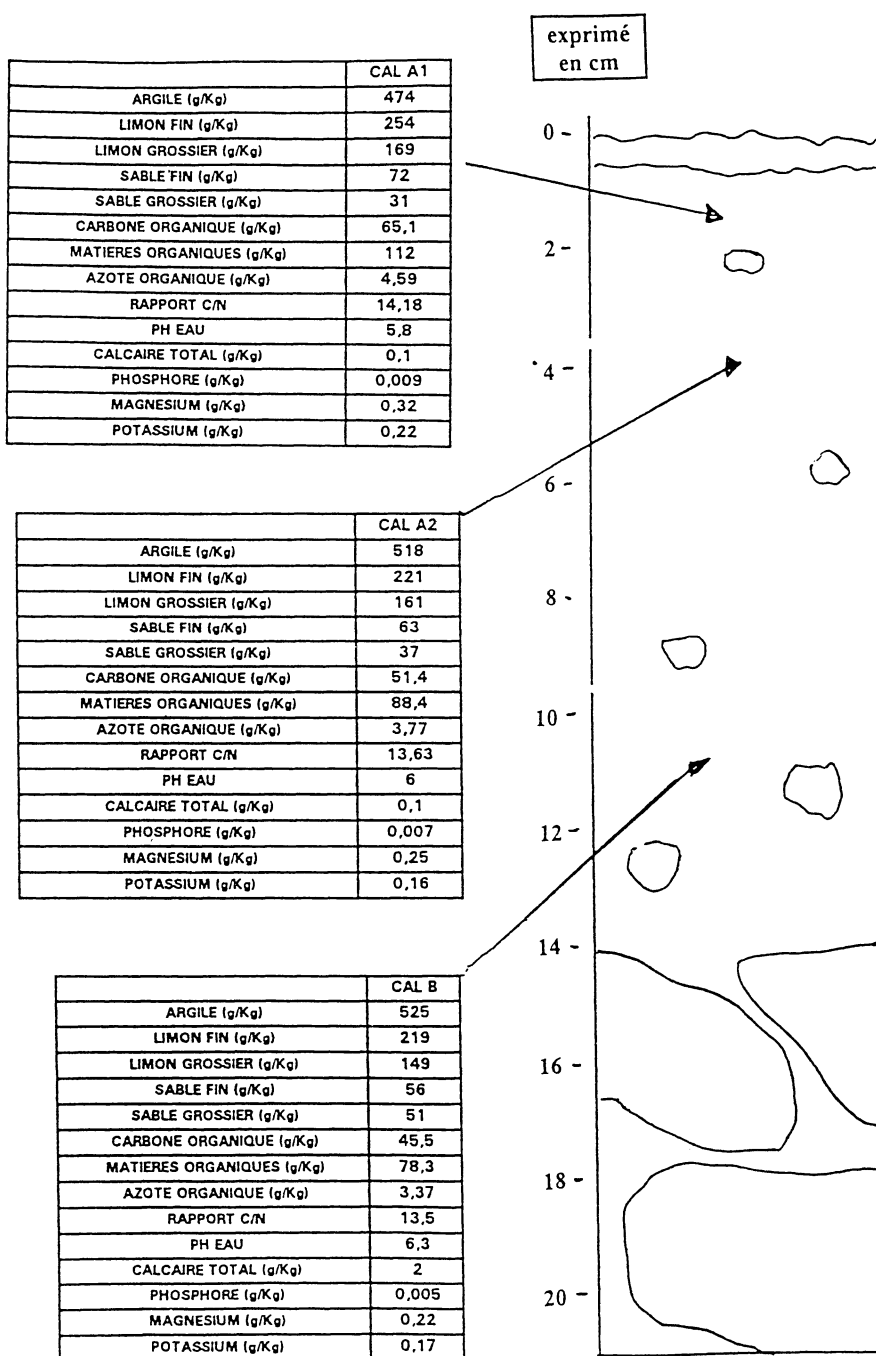 exprimé
en cm
CAL A1
ARGILE (g/Kg) 474
LIMON FIN (g/Kg) 254
LIMON GROSSIER (g/Kg) 169
SABLE FIN (g/Kg) 72
SABLE GROSSIER (g/Kg) 31
CARBONE ORGANIQUE (g/Kg) 65,1
MATIERES ORGANIQUES (g/Kg) 112
AZOTE ORGANIQUE (g/Kg) 4,59
RAPPORT C/N 14,18
PH EAU 5,8
CALCAIRE TOTAL (g/Kg) 0,1
PHOSPHORE (g/Kg) 0,009
MAGNESIUM (g/Kg) 0,32
POTASSIUM (g/Kg) 0,22
CAL A2
ARGILE (g/Kg) 518
LIMON FIN (g/Kg) 221
LIMON GROSSIER (g/Kg) 161
SABLE FIN (g/Kg) 63
SABLE GROSSIER (g/Kg) 37
CARBONE ORGANIQUE (g/Kg) 51,4
MATIERES ORGANIQUES (g/Kg) 88,4
AZOTE ORGANIQUE (g/Kg) 3,77
RAPPORT C/N 13,63
PH EAU 6
CALCAIRE TOTAL (g/Kg) 0,1
PHOSPHORE (g/Kg) 0,007
MAGNESIUM (g/Kg) 0,25
POTASSIUM (g/Kg) 0,16
CAL B
ARGILE (g/Kg) 525
LIMON FIN (g/Kg) 219
LIMON GROSSIER (g/Kg) 149
SABLE FIN (g/Kg) 56
SABLE GROSSIER (g/Kg) 51
CARBONE ORGANIQUE (g/Kg) 45,5
MATIERES ORGANIQUES (g/Kg) 78,3
AZOTE ORGANIQUE (g/Kg) 3,37
RAPPORT C/N 13,5
PH EAU 6,3
CALCAIRE TOTAL (g/Kg) 2
PHOSPHORE (g/Kg) 0,005
MAGNESIUM (g/Kg) 0,22
POTASSIUM (g/Kg) 0,17
0 -
2 -
4 -
6 -
8 -
10 -
12 -
14 -
16 -
18 -
20 -